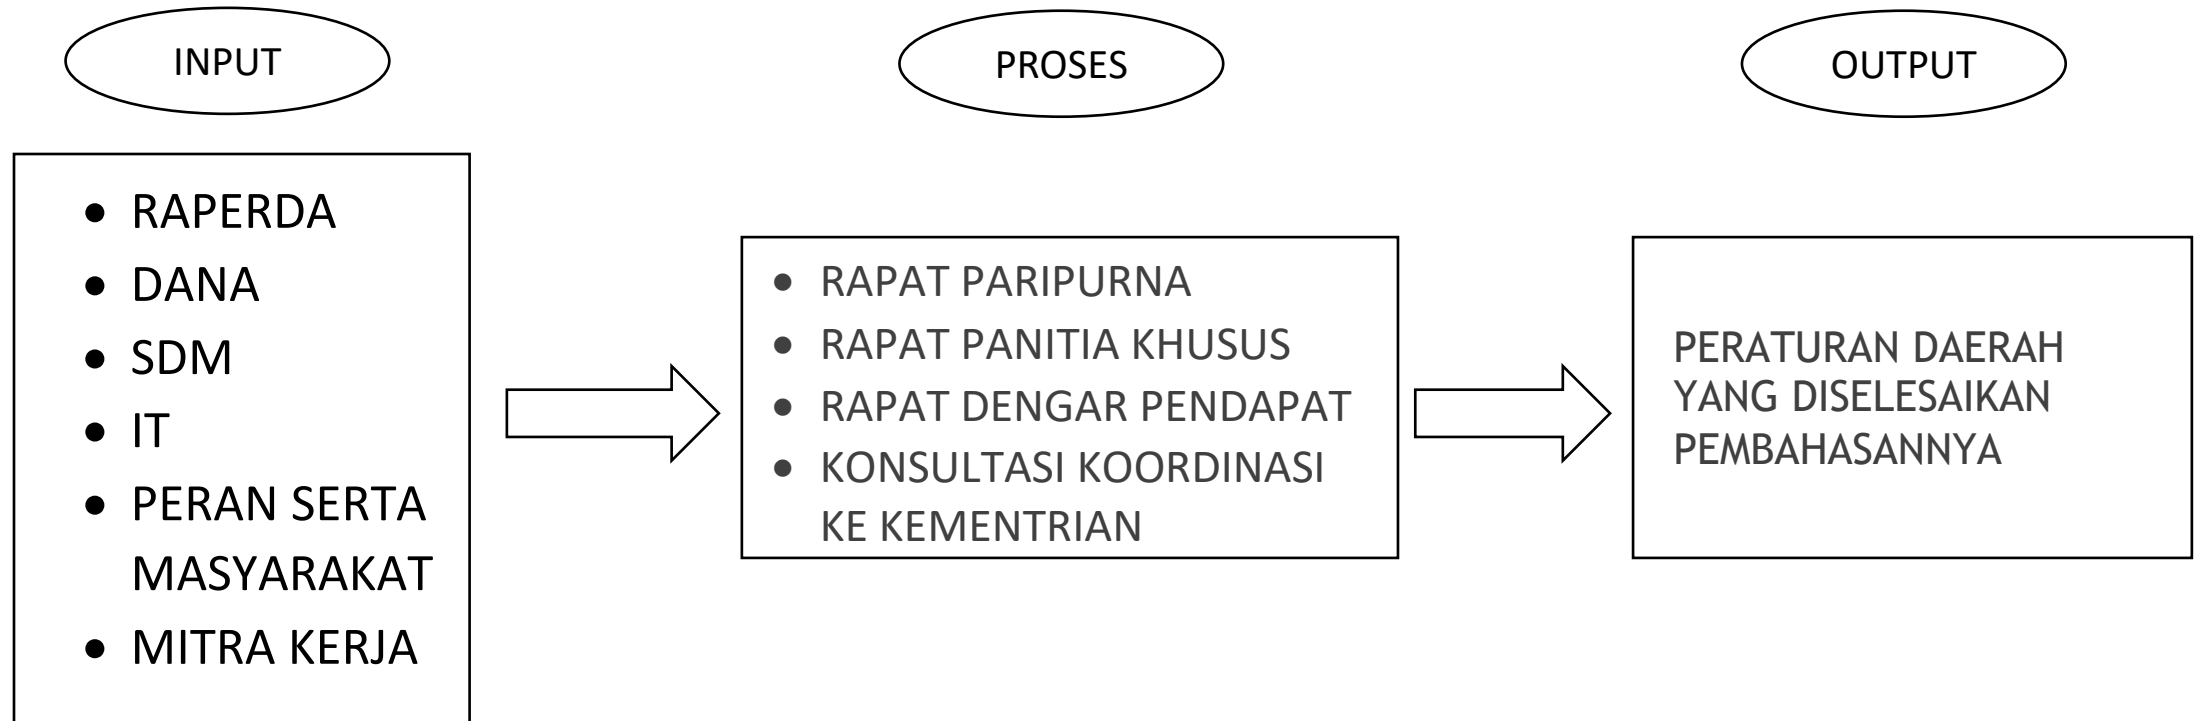 INPUT
PROSES
OUTPUT
• RAPERDA
• DANA
• SDM
• IT
• PERAN SERTA
MASYARAKAT
• MITRA KERJA
• RAPAT PARIPURNA
• RAPAT PANITIA KHUSUS
• RAPAT DENGAR PENDAPAT
• KONSULTASI KOORDINASI
KE KEMENTRIAN
PERATURAN DAERAH
YANG DISELESAIKAN
PEMBAHASANNYA